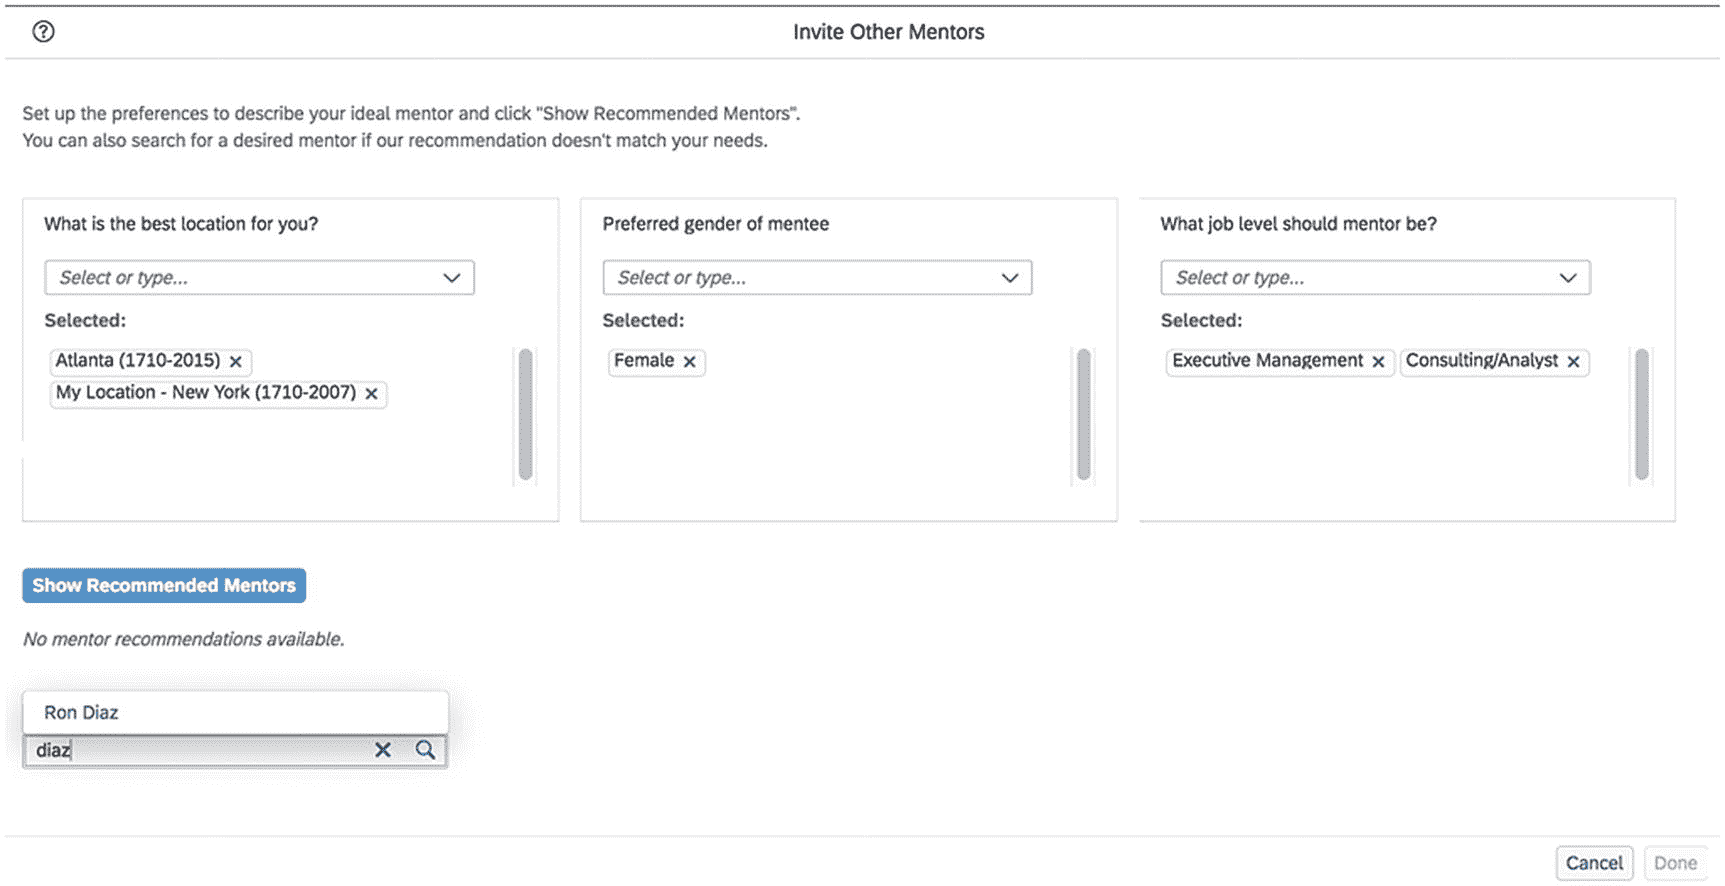 Invite Other Mentors
Set up the preferences to describe your ideal mentor and click "Show Recommended Mentors".
You can also search for a desired mentor if our recommendation doesn't match your needs.
What is the best location for you?
Select or type...
Selected:
Atlanta (1710-2015)
My Location - New York (1710-2007)
Preferred gender of mentee
Select or type...
Selected:
Female
What job level should mentor be?
Select or type...
Selected:
Executive Management Consulting/Analyst
Show Recommended Mentors
No mentor recommendations available.
Ron Diaz
diaz
Cancel Done